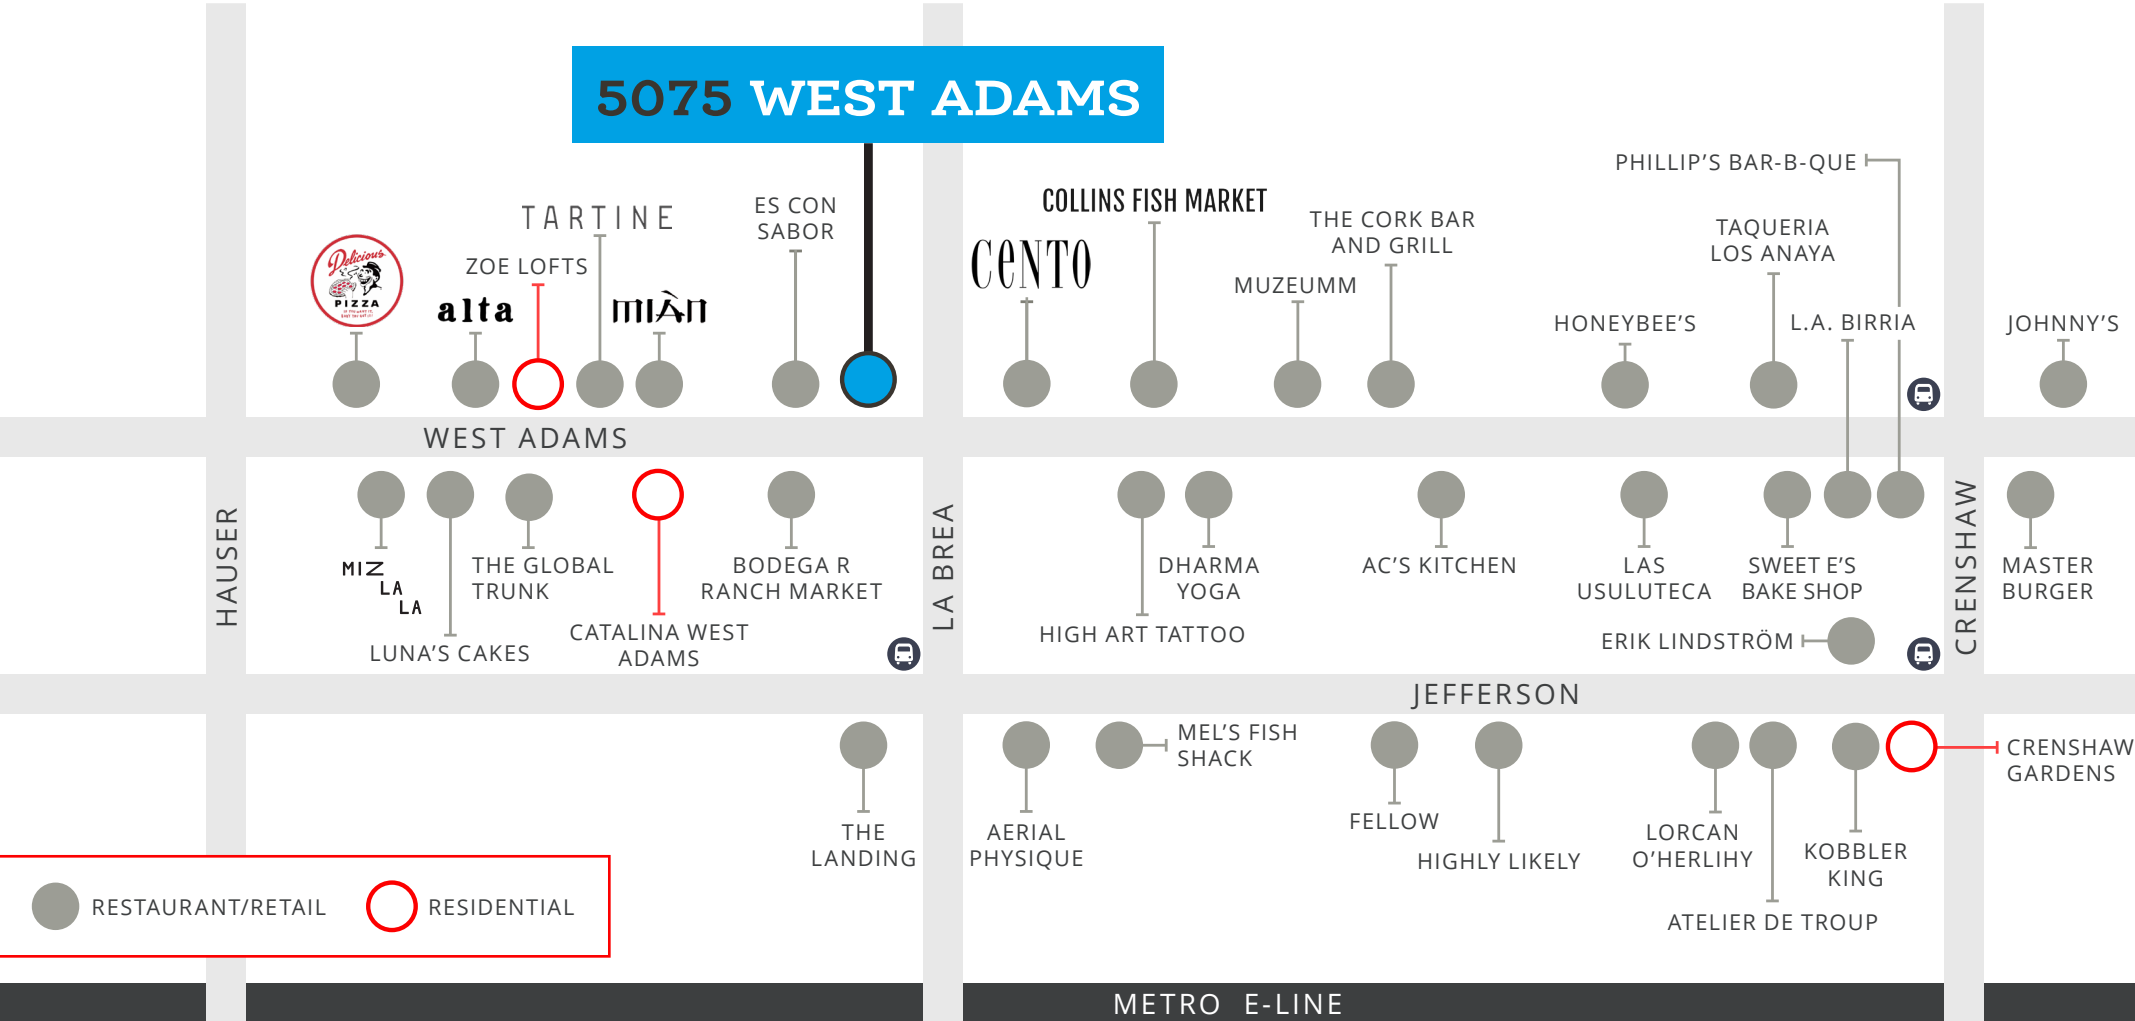 5075 WEST ADAMS
PHILLIP'S BAR-B-QUE
COLLINS FISH MARKET
ES CON
SABOR
TARTINE
THE CORK BAR
AND GRILL
TAQUERIA
LOS ANAYA
Delicious
PIZZA
ZOE LOFTS
CENTO
MUZEUMM
alta
MIÀN
HONEYBEE'S
L.A. BIRRIA
JOHNNY'S
WEST ADAMS
HAUSER
LA BREA
CRENSHAW
MIZ
LA
LA
THE GLOBAL
TRUNK
BODEGA R
RANCH MARKET
DHARMA
YOGA
AC'S KITCHEN
LAS
USULUTECA
SWEET E'S
BAKE SHOP
MASTER
BURGER
LUNA'S CAKES
CATALINA WEST
ADAMS
HIGH ART TATTOO
ERIK LINDSTRÖM
JEFFERSON
MEL'S FISH
SHACK
CRENSHAW
GARDENS
THE
LANDING
AERIAL
PHYSIQUE
FELLOW
HIGHLY LIKELY
LORCAN
O'HERLIHY
KOBBLER
KING
ATELIER DE TROUP
RESTAURANT/RETAIL
RESIDENTIAL
METRO E-LINE